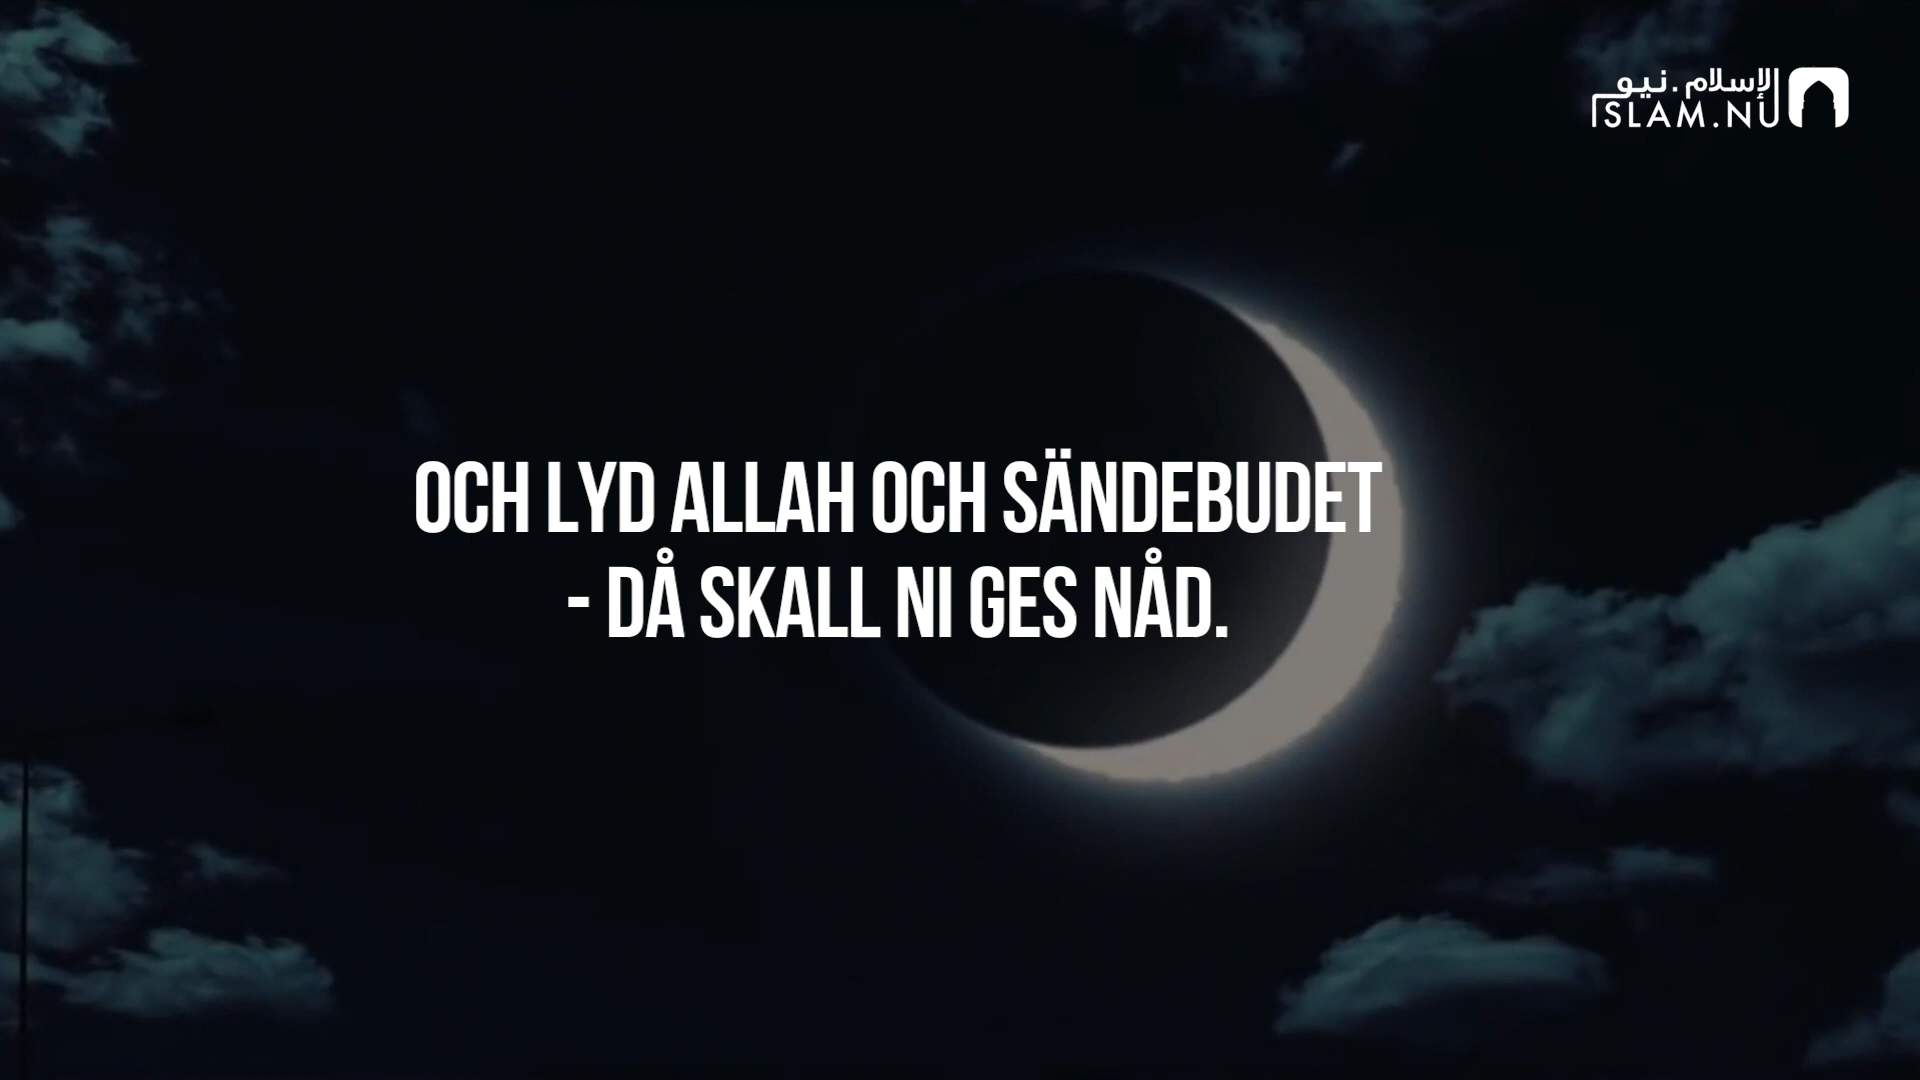 الإسلام.نيو
ISLAM.NU
OCH LYD ALLAH OCH SÄNDEBUDET
- DÅ SKALL NI GES NÅD.